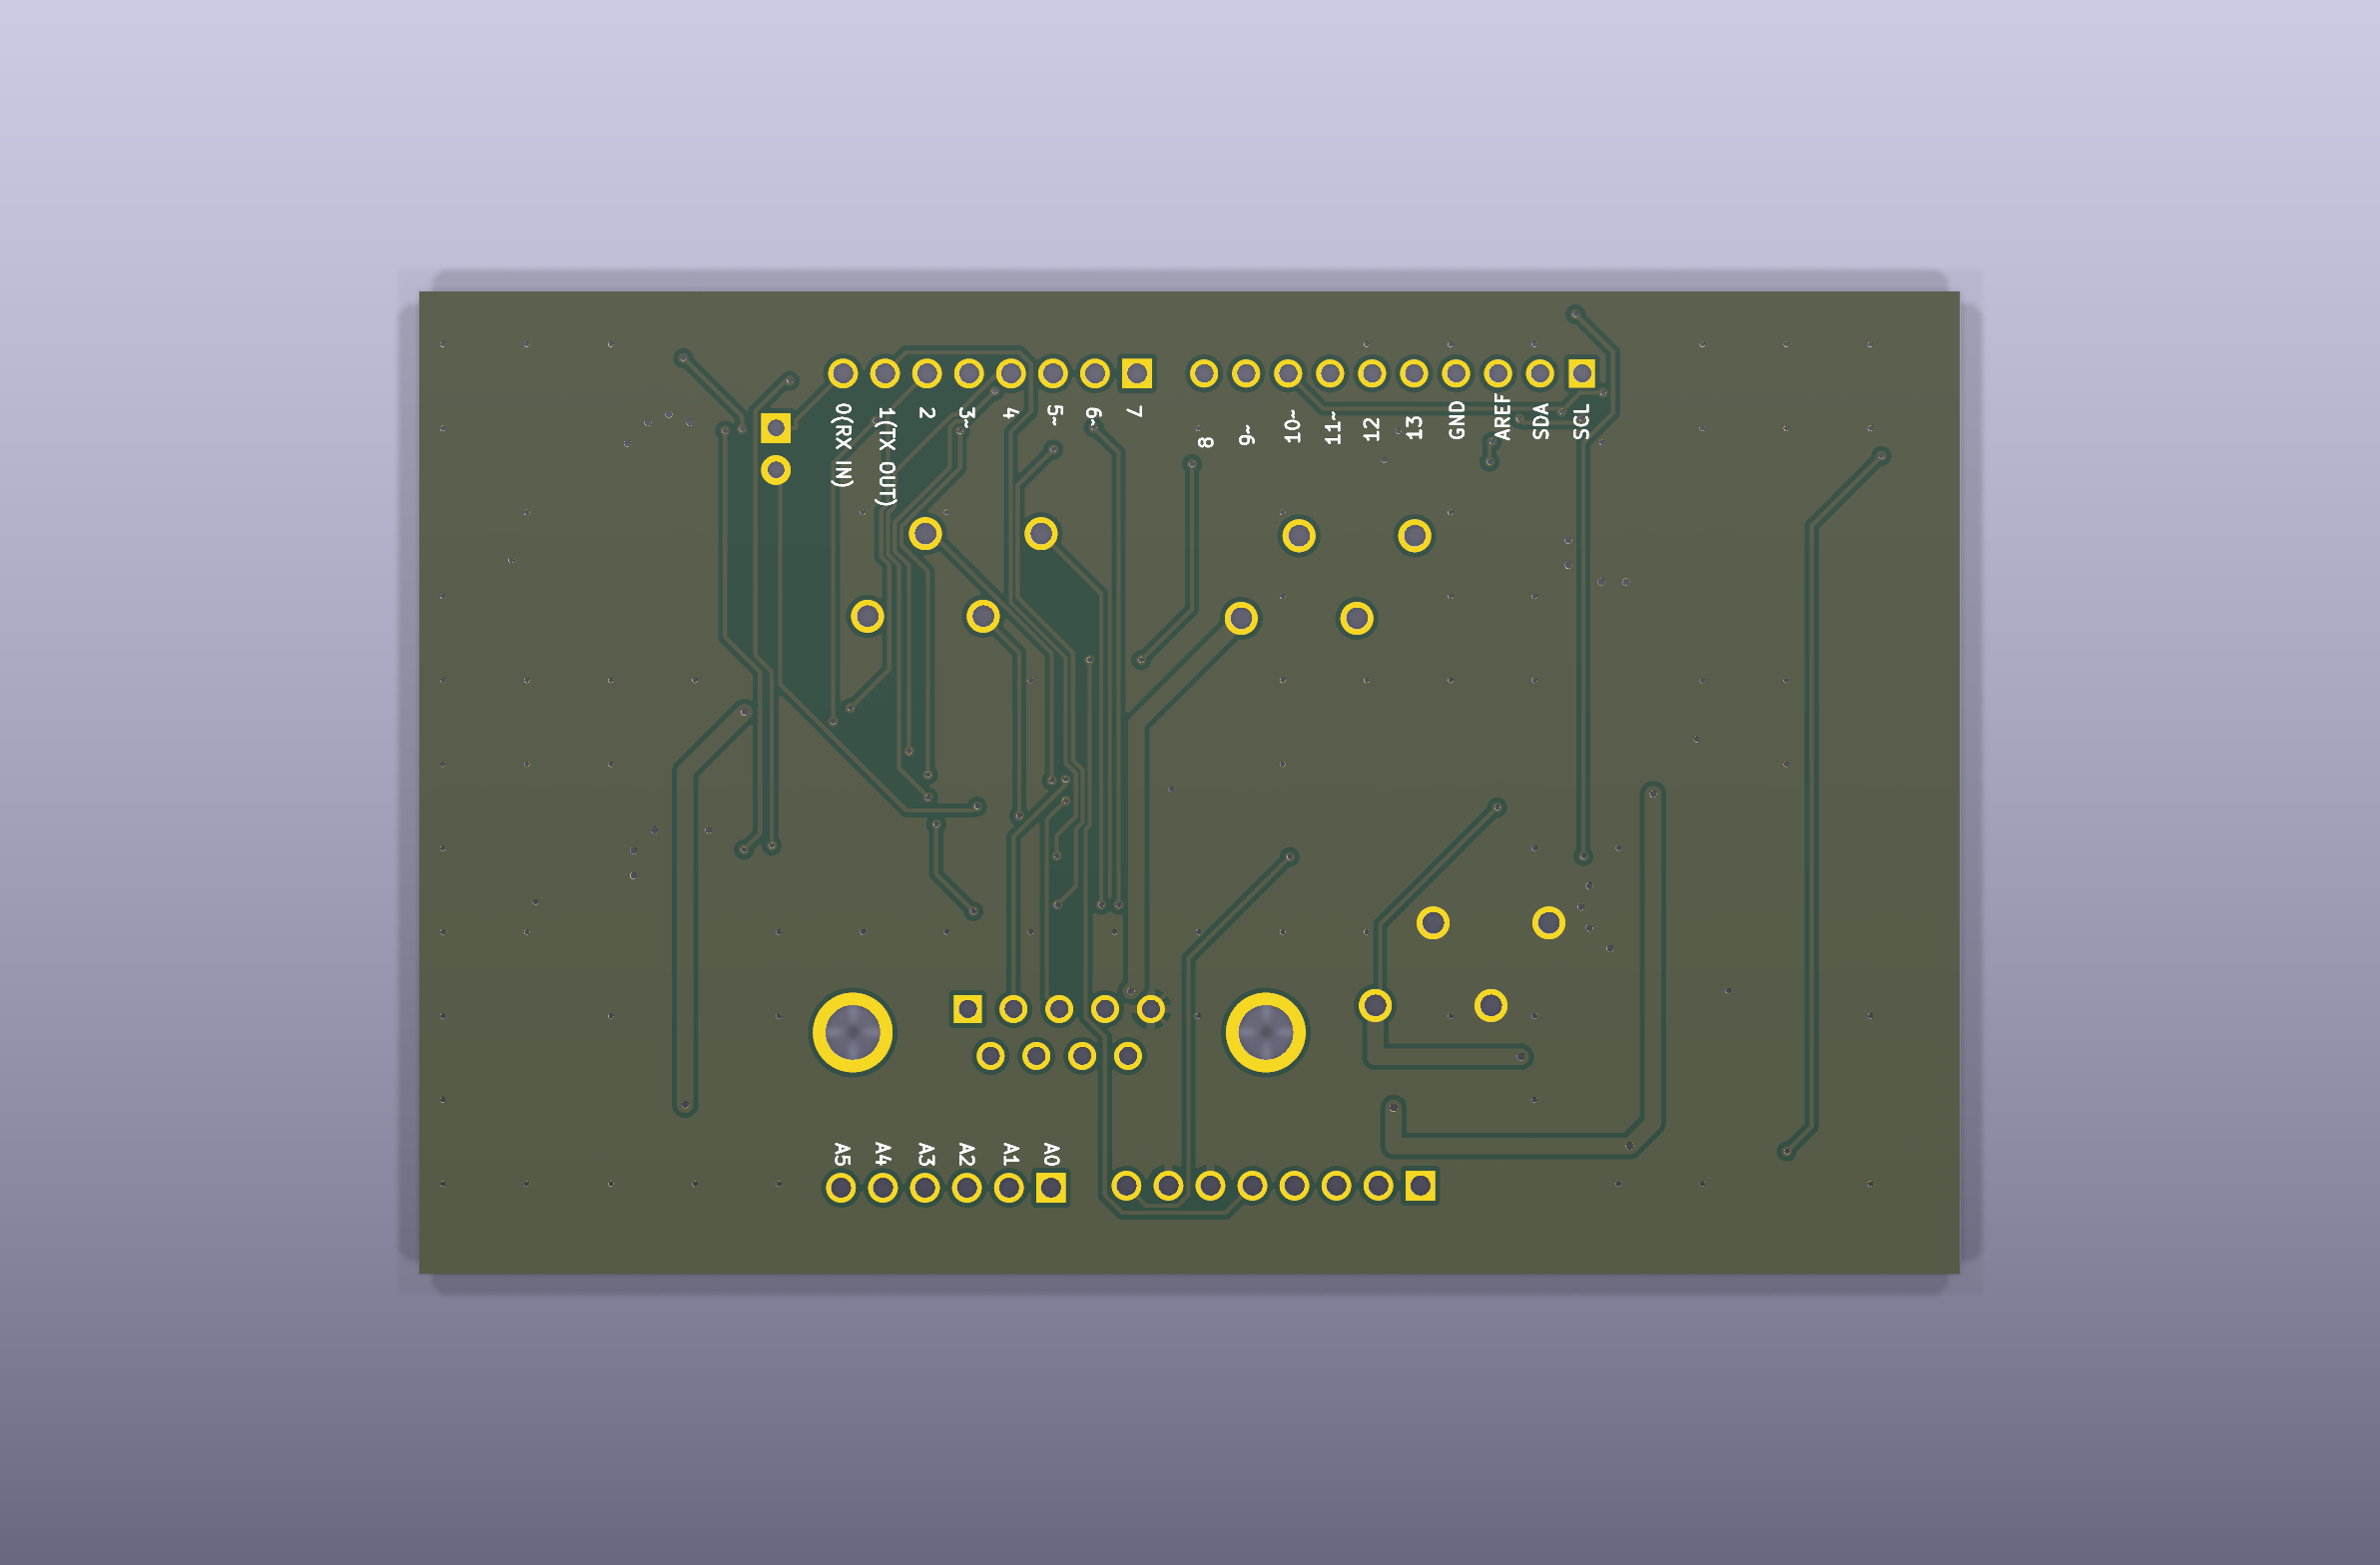 0(RX IN)
1(TX OUT)
2
3~
4
5~
6~
7
8
9~
10~
11~
12
13
GND
AREF
SDA
SCL
A5
A4
A3
A2
A1
A0